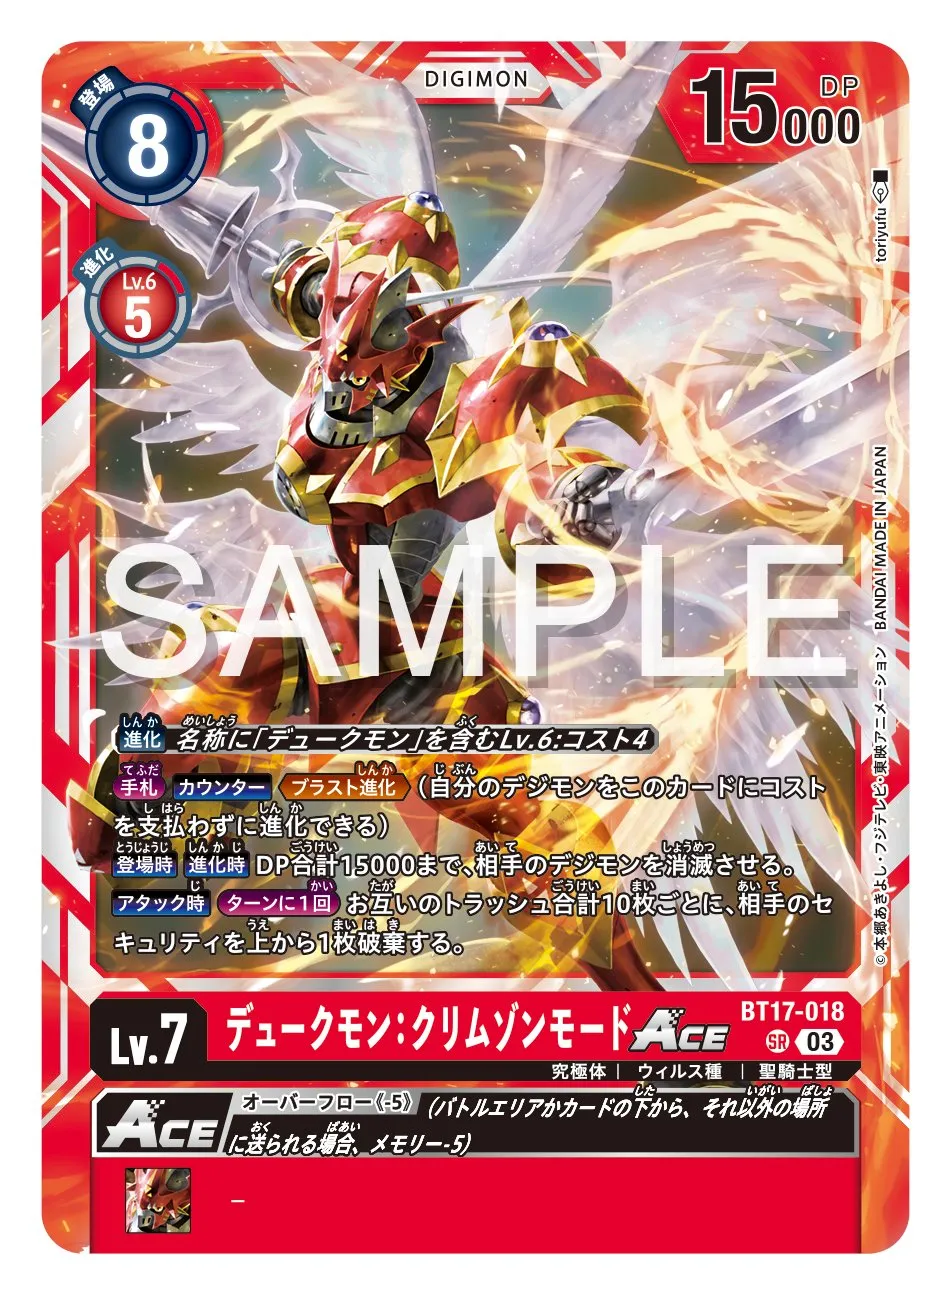 DIGIMON
登場
8
15000
DP
進化
Lv.6
5
toriyufu
SAMPLE
進化 名称に「デュークモン」を含むLv.6:コスト4
手札 カウンター ブラスト進化 (自分のデジモンをこのカードにコスト
を支払わずに進化できる)
登場時 進化時 DP合計15000まで、相手のデジモンを消滅させる。
アタック時 ターンに1回 お互いのトラッシュ合計10枚ごとに、相手のセ
キュリティを上から1枚破棄する。
©本郷あきよし・フジテレビ・東映アニメーション BANDAI MADE IN JAPAN
Lv.7
デュークモン:クリムゾンモード ACE
BT17-018
SR 03
究極体 | ウィルス種 | 聖騎士型
ACE
オーバーフロー《-5》 (バトルエリアかカードの下から、それ以外の場所
に送られる場合、メモリー-5)
–